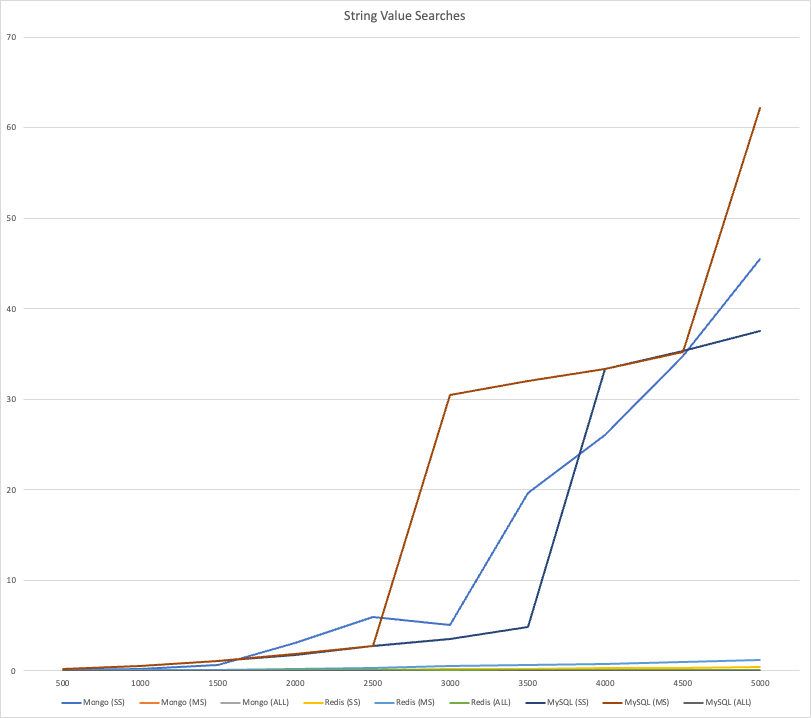 String Value Searches
70
60
50
40
30
20
10
0
500 1000 1500 2000 2500 3000 3500 4000 4500 5000
Mongo (SS) Mongo (MS) Mongo (ALL) Redis (SS) Redis (MS) Redis (ALL) MySQL (SS) MySQL (MS) MySQL (ALL)